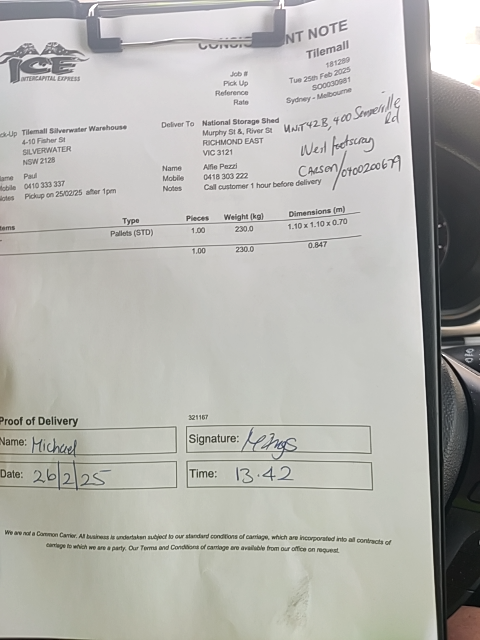 ICE
INTERCAPITAL EXPRESS
NT NOTE
Tilemall
Job # 181289
Pick Up Tue 25th Feb 2025
Reference SO0030981
Rate Sydney - Melbourne
ck-Up Tilemall Silverwater Warehouse
4-10 Fisher St
SILVERWATER
NSW 2128
ame Paul
obile 0410 333 337
otes Pickup on 25/02/25 after 1pm
Deliver To National Storage Shed
Murphy St &, River St
RICHMOND EAST
VIC 3121
Name Alfie Pezzi
Mobile 0418 303 222
Notes Call customer 1 hour before delivery
UNIT 42B, 400 Somerville Rd
West Footscray
Carson/0400200679
tems Type Pieces Weight (kg) Dimensions (m)
Pallets (STD) 1.00 230.0 1.10 x 1.10 x 0.70
1.00 230.0 0.847
Proof of Delivery
321167
Name: Michael
Signature:
Date: 26/2/25
Time: 13.42
We are not a Common Carrier. All business is undertaken subject to our standard conditions of carriage, which are incorporated into all contracts of
carriage to which we are a party. Our Terms and Conditions of carriage are available from our office on request.